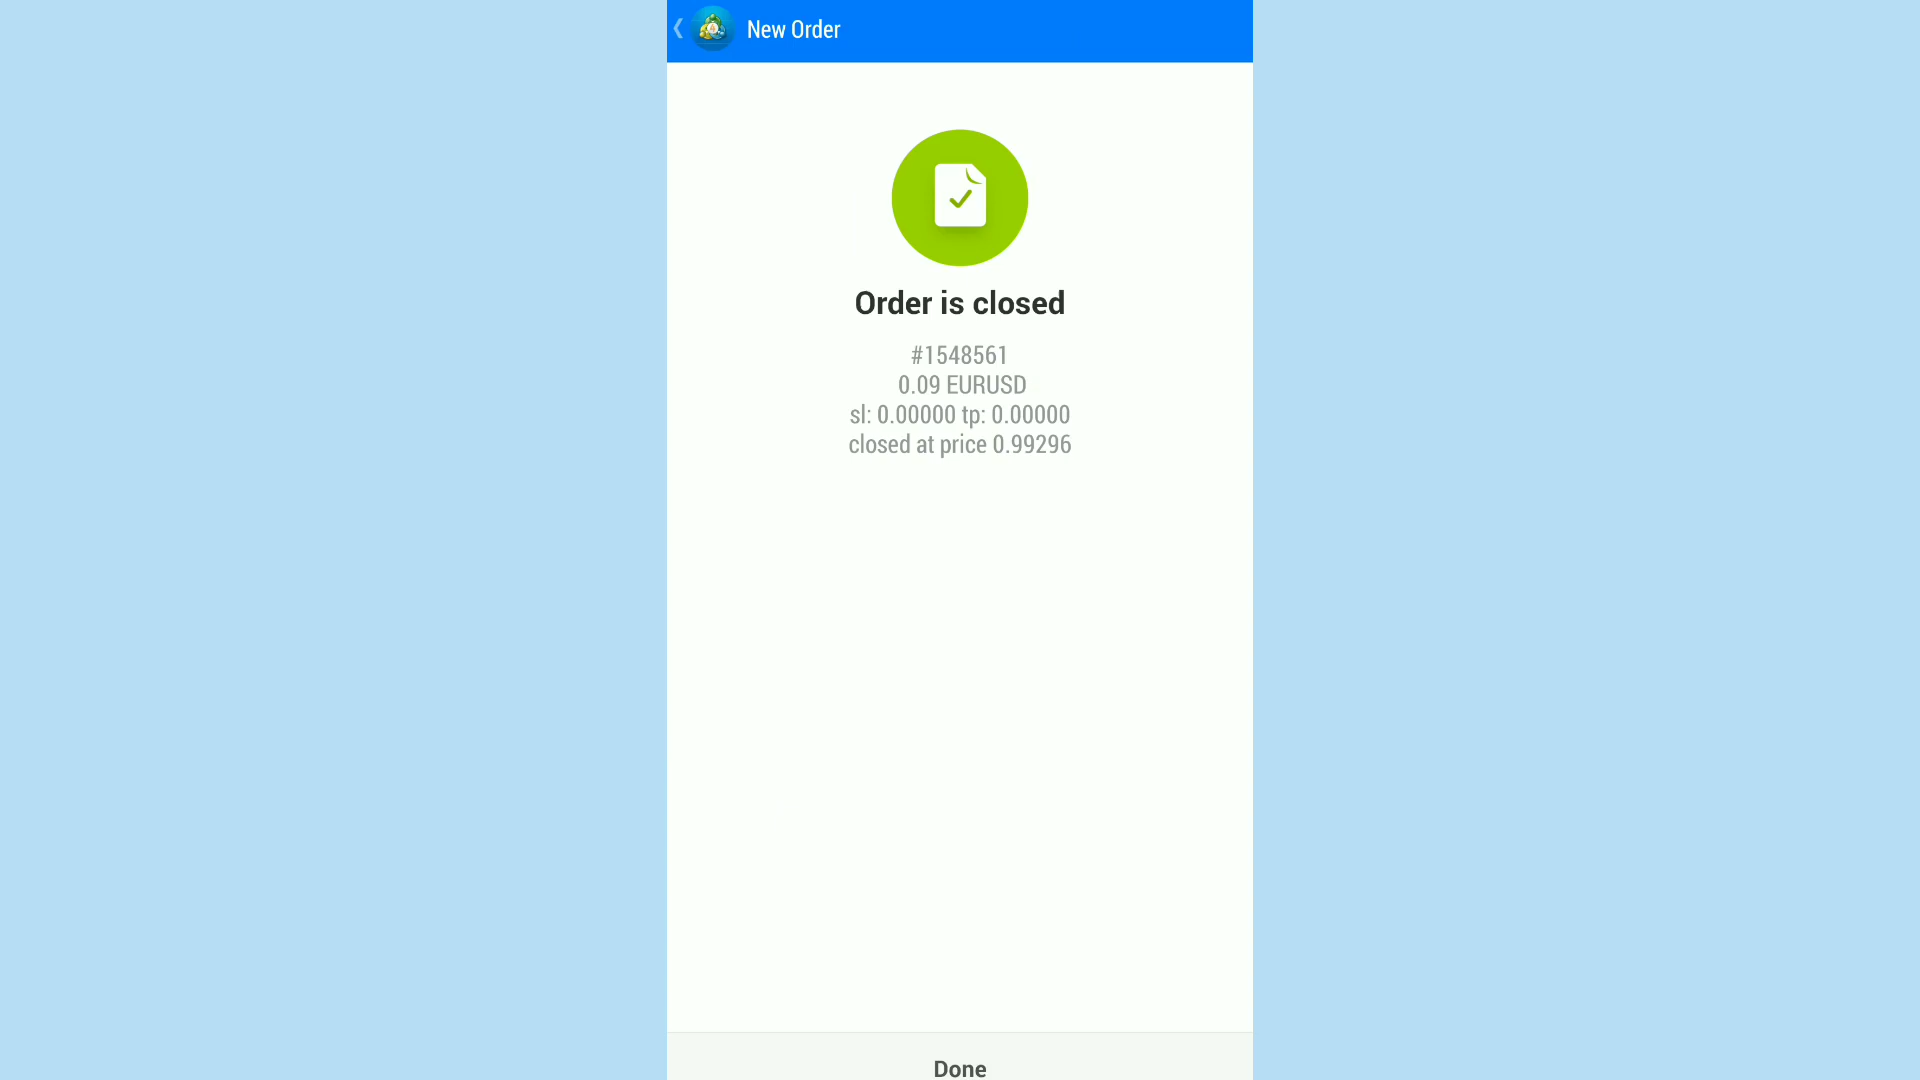 New Order
Order is closed
#1548561
0.09 EURUSD
sl: 0.00000 tp: 0.00000
closed at price 0.99296
Done